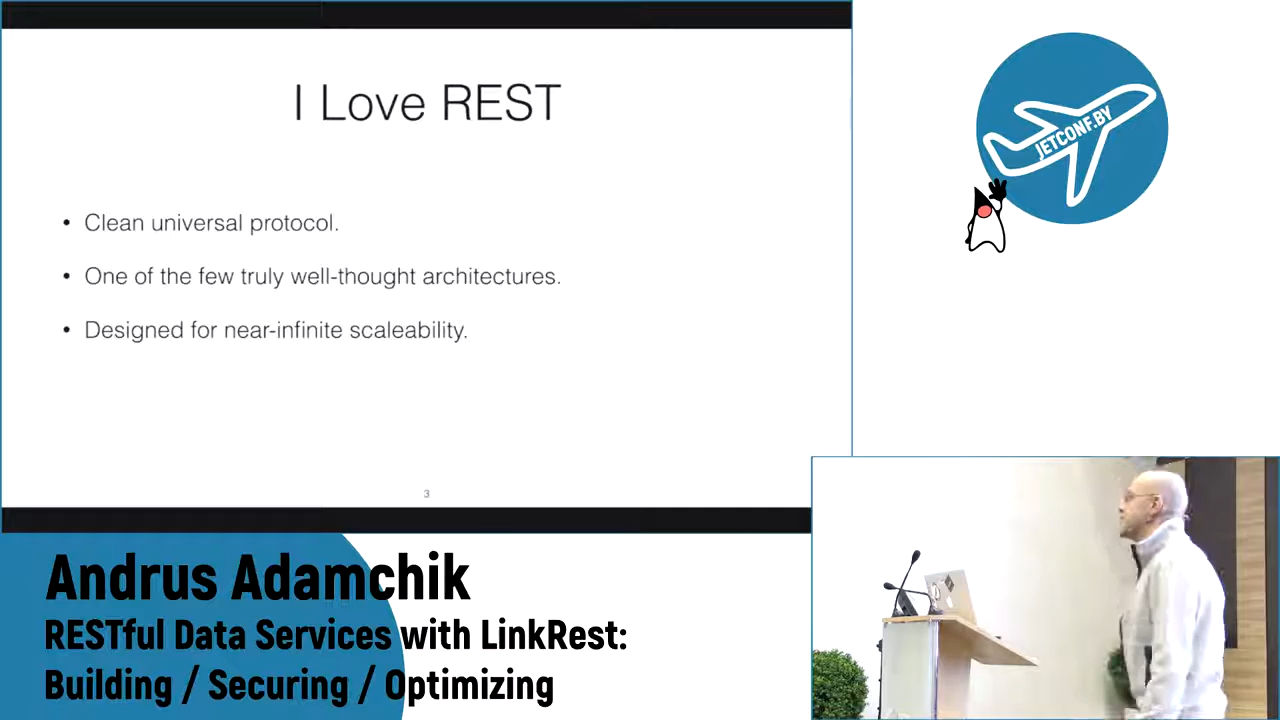 I Love REST
• Clean universal protocol.
• One of the few truly well-thought architectures.
• Designed for near-infinite scaleability.
3
JETCONF.BY
Andrus Adamchik
RESTful Data Services with LinkRest:
Building / Securing / Optimizing